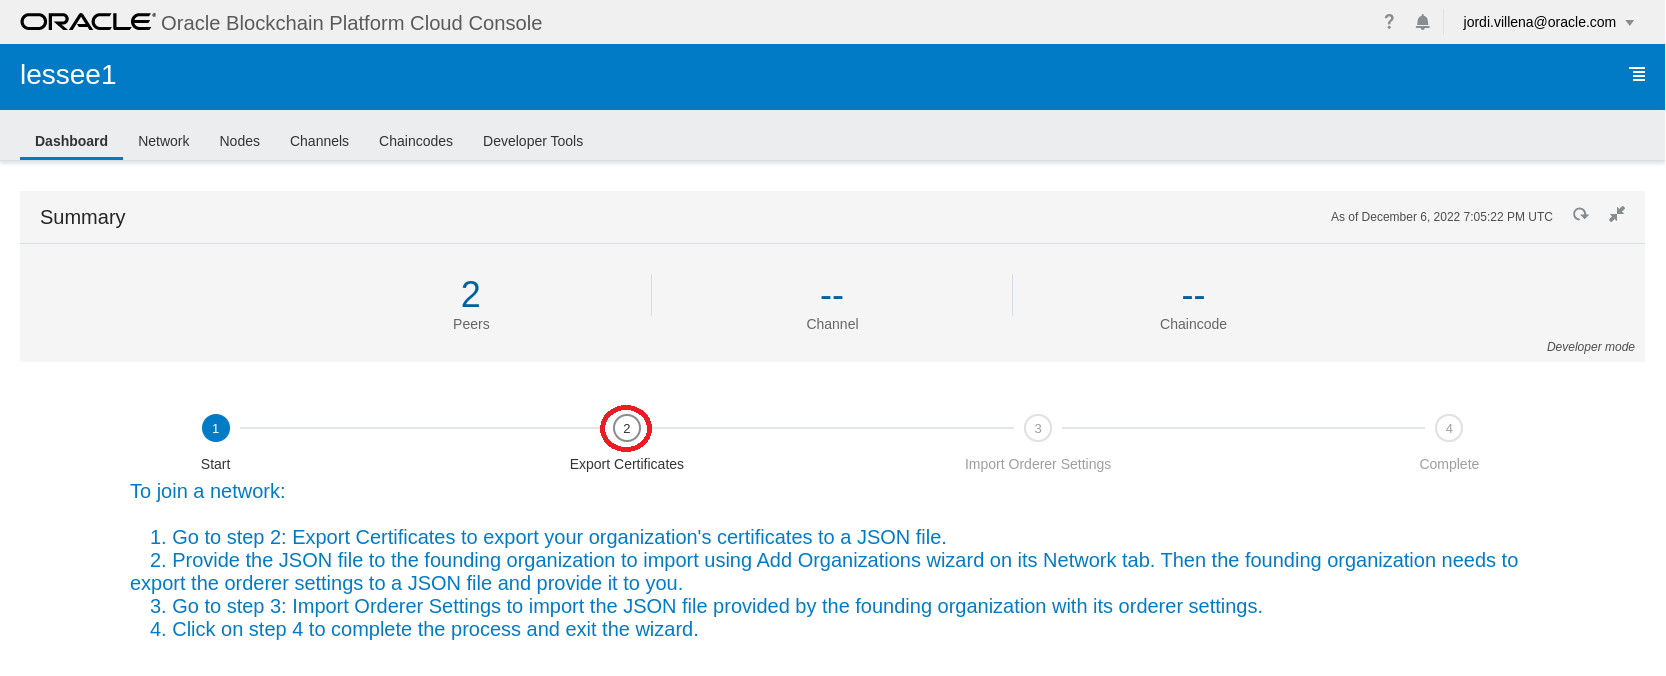 ORACLE® Oracle Blockchain Platform Cloud Console ? jordi.villena@oracle.com
lessee1
Dashboard Network Nodes Channels Chaincodes Developer Tools
Summary As of December 6, 2022 7:05:22 PM UTC
2 -- --
Peers Channel Chaincode
Developer mode
1 2 3 4
Start Export Certificates Import Orderer Settings Complete
To join a network:
1. Go to step 2: Export Certificates to export your organization's certificates to a JSON file.
2. Provide the JSON file to the founding organization to import using Add Organizations wizard on its Network tab. Then the founding organization needs to
export the orderer settings to a JSON file and provide it to you.
3. Go to step 3: Import Orderer Settings to import the JSON file provided by the founding organization with its orderer settings.
4. Click on step 4 to complete the process and exit the wizard.